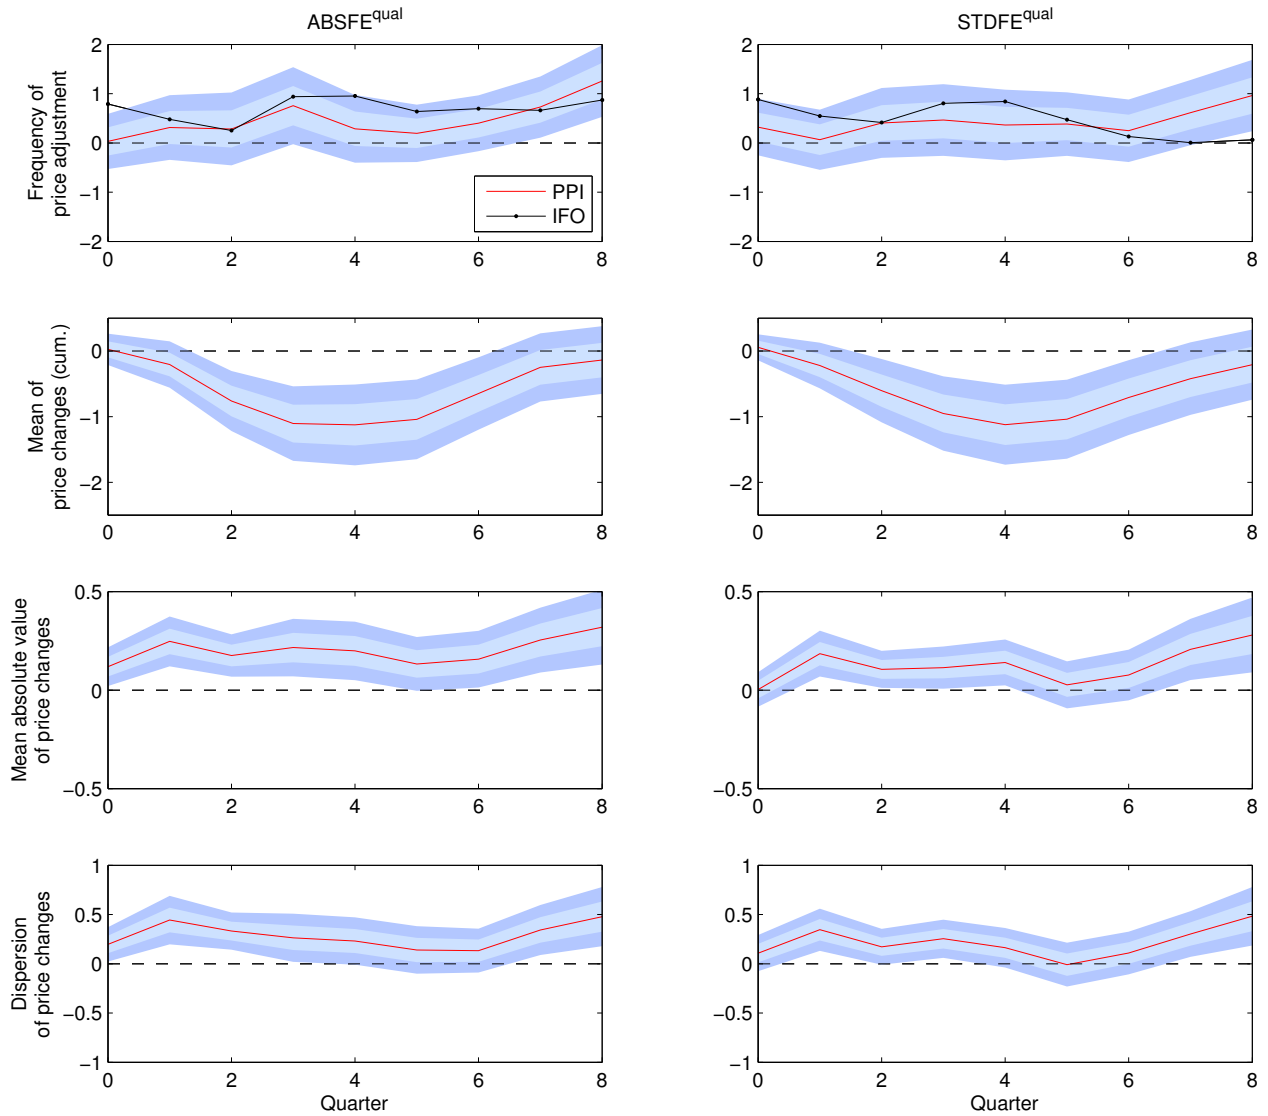 ABSFE^qual
STDFE^qual
Frequency of
price adjustment
2
1
0
−1
−2
0 2 4 6 8
PPI
IFO
2
1
0
−1
−2
0 2 4 6 8
Mean of
price changes (cum.)
0
−1
−2
0 2 4 6 8
0
−1
−2
0 2 4 6 8
Mean absolute value
of price changes
0.5
0
−0.5
0 2 4 6 8
0.5
0
−0.5
0 2 4 6 8
Dispersion
of price changes
1
0.5
0
−0.5
−1
0 2 4 6 8
Quarter
1
0.5
0
−0.5
−1
0 2 4 6 8
Quarter